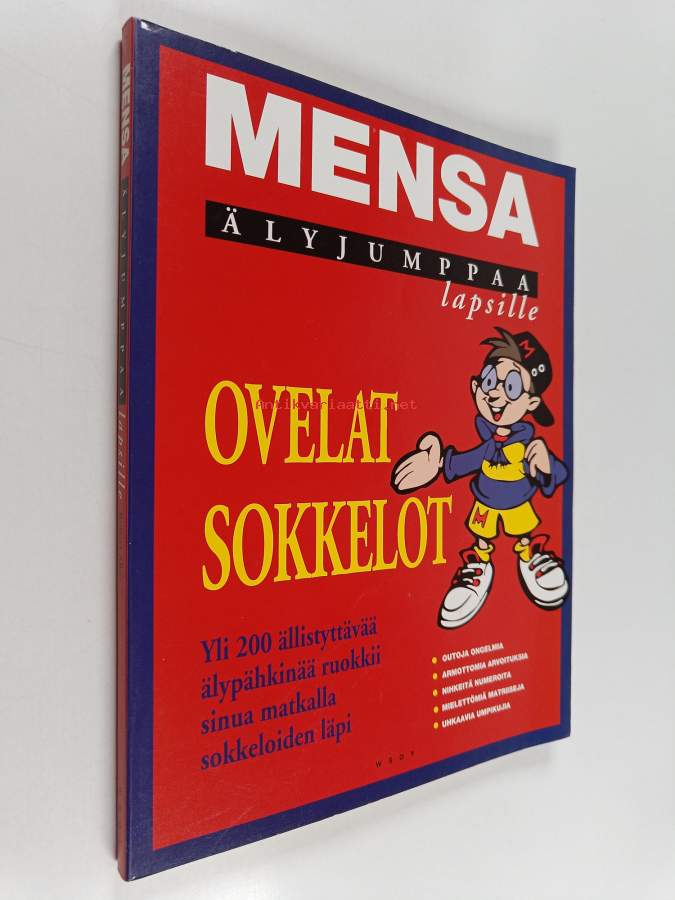 MENSA
ÄLYJUMPPAA
lapsille
OVELAT
SOKKELOT
Yli 200 ällistyttävää
älypähkinää ruokkii
sinua matkalla
sokkeloiden läpi
OUTOJA ONGELMIA
ARMOTTOMIA ARVOITUKSIA
NIHKEITÄ NUMEROITA
MIELETTÖMIÄ MATRIISEJA
UHKAAVIA UMPIKUJIA
WSOY
MENSA ÄLYJUMPPAA lapsille
M
M
Antikvariaatti.net